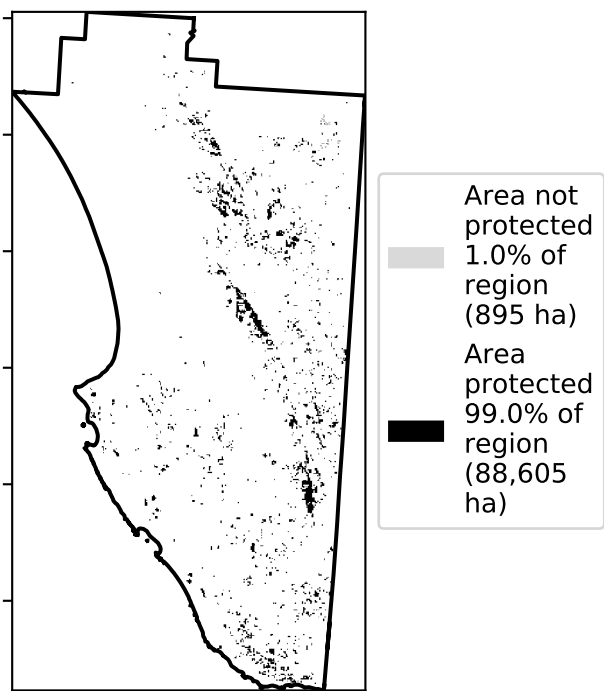 Area not
protected
1.0% of
region
(895 ha)
Area
protected
99.0% of
region
(88,605
ha)